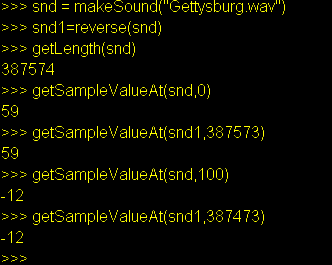 >>> snd = makeSound("Gettysburg.wav")
>>> snd1=reverse(snd)
>>> getLength(snd)
387574
>>> getSampleValueAt(snd,0)
59
>>> getSampleValueAt(snd1,387573)
59
>>> getSampleValueAt(snd,100)
-12
>>> getSampleValueAt(snd1,387473)
-12
>>>